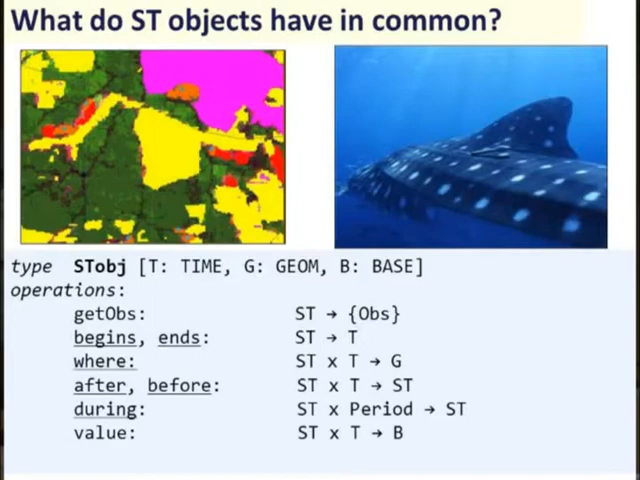 What do ST objects have in common?
type STobj [T: TIME, G: GEOM, B: BASE]
operations:
getObs: ST → {Obs}
begins, ends: ST → T
where: ST x T → G
after, before: ST x T → ST
during: ST x Period → ST
value: ST x T → B